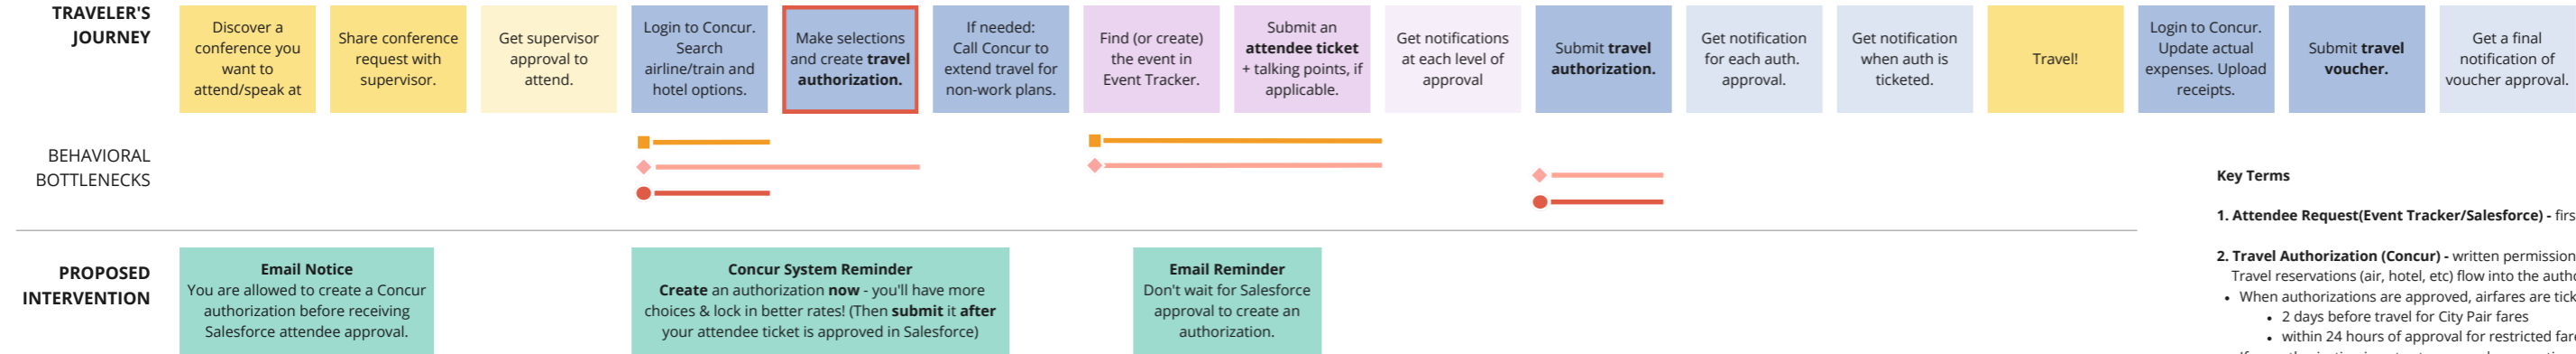 TRAVELER'S
JOURNEY
Discover a
conference you
want to
attend/speak at
Share conference
request with
supervisor.
Get supervisor
approval to
attend.
Login to Concur.
Search
airline/train and
hotel options.
Make selections
and create travel
authorization.
If needed:
Call Concur to
extend travel for
non-work plans.
Find (or create)
the event in
Event Tracker.
Submit an
attendee ticket
+ talking points, if
applicable.
Get notifications
at each level of
approval
Submit travel
authorization.
Get notification
for each auth.
approval.
Get notification
when auth is
ticketed.
Travel!
Login to Concur.
Update actual
expenses. Upload
receipts.
Submit travel
voucher.
Get a final
notification of
voucher approval.
BEHAVIORAL
BOTTLENECKS
PROPOSED
INTERVENTION
Email Notice
You are allowed to create a Concur
authorization before receiving
Salesforce attendee approval.
Concur System Reminder
Create an authorization now - you'll have more
choices & lock in better rates! (Then submit it after
your attendee ticket is approved in Salesforce)
Email Reminder
Don't wait for Salesforce
approval to create an
authorization.
Key Terms
1. Attendee Request(Event Tracker/Salesforce) -
2. Travel Authorization (Concur) - written permission
Travel reservations (air, hotel, etc) flow into the
• When authorizations are approved, airfares are
• 2 days before travel for City Pair fares
• within 24 hours of approval for restricted